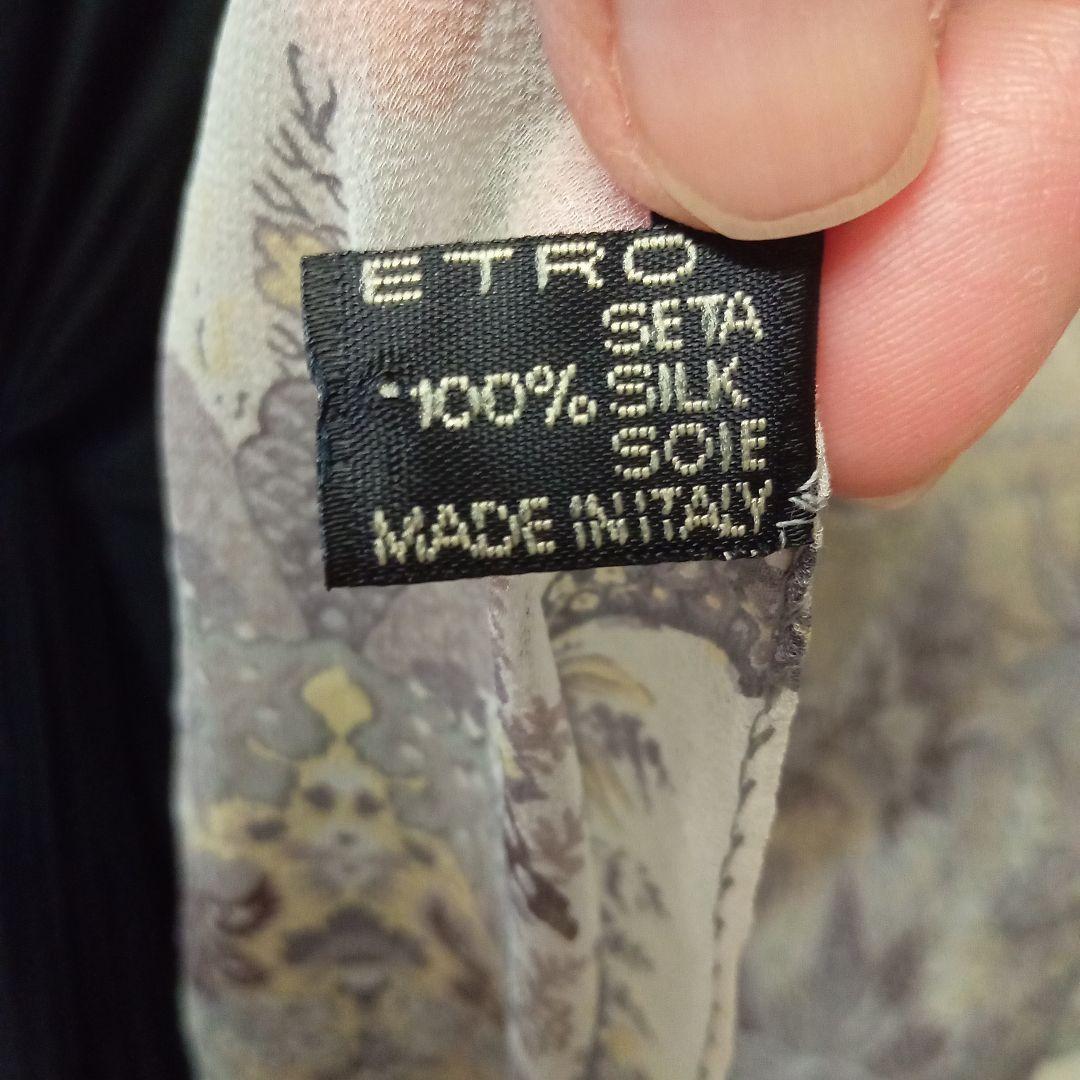 ETRO
SETA
100% SILK
SOIE
MADE IN ITALY